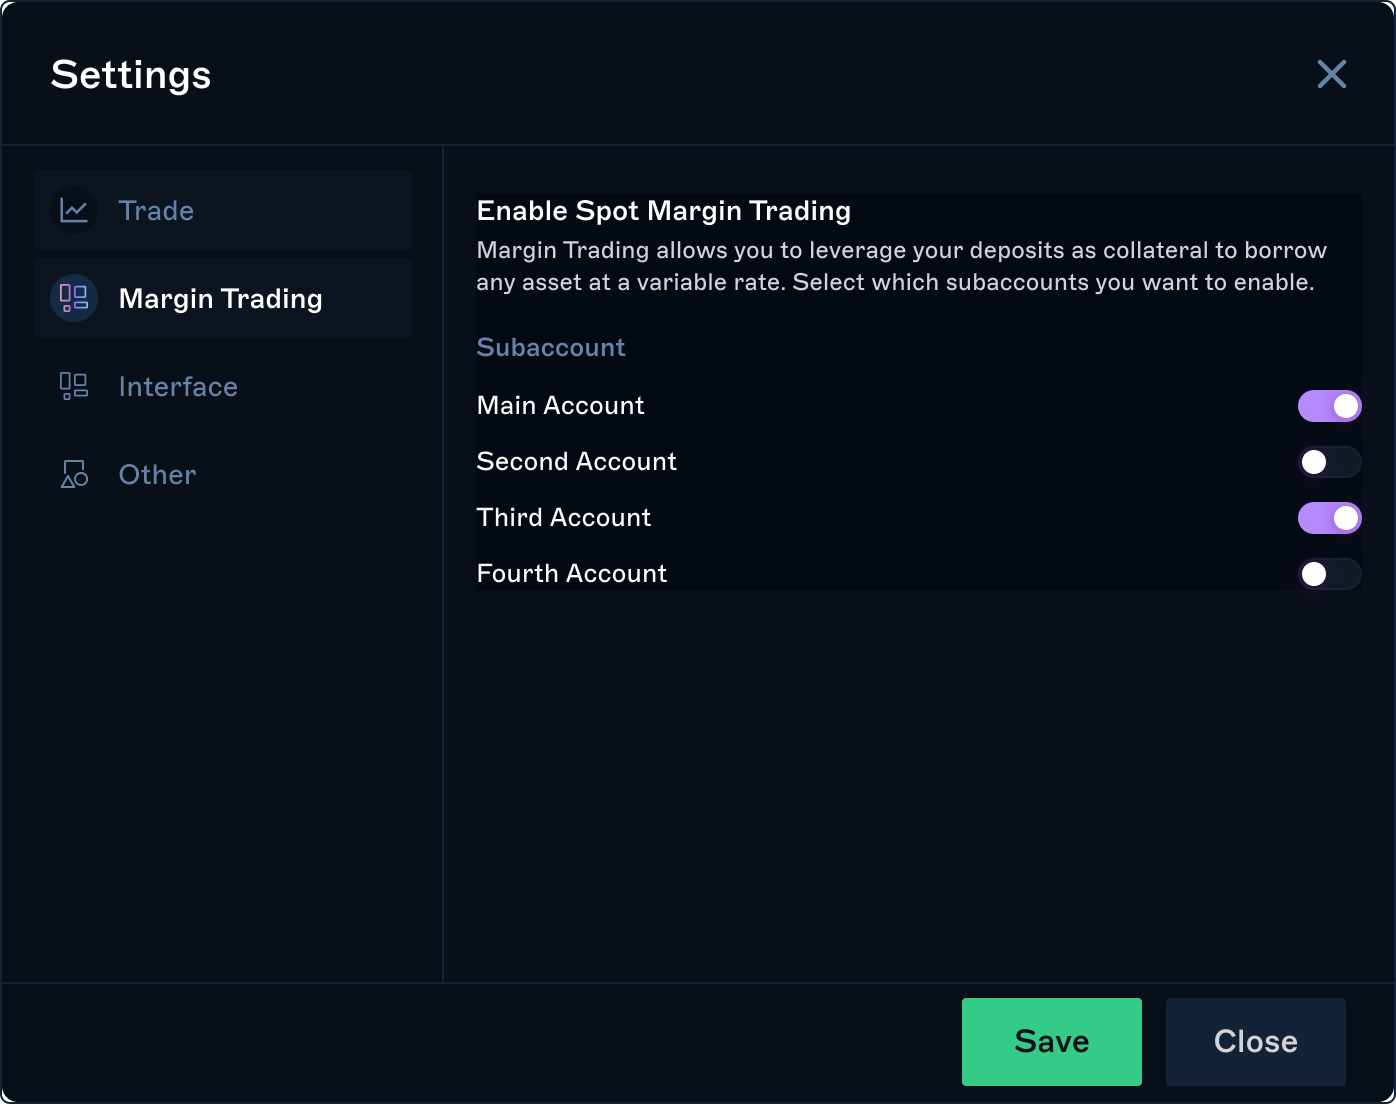 Settings
Trade
Margin Trading
Interface
Other
Enable Spot Margin Trading
Margin Trading allows you to leverage your deposits as collateral to borrow
any asset at a variable rate. Select which subaccounts you want to enable.
Subaccount
Main Account
Second Account
Third Account
Fourth Account
Save
Close